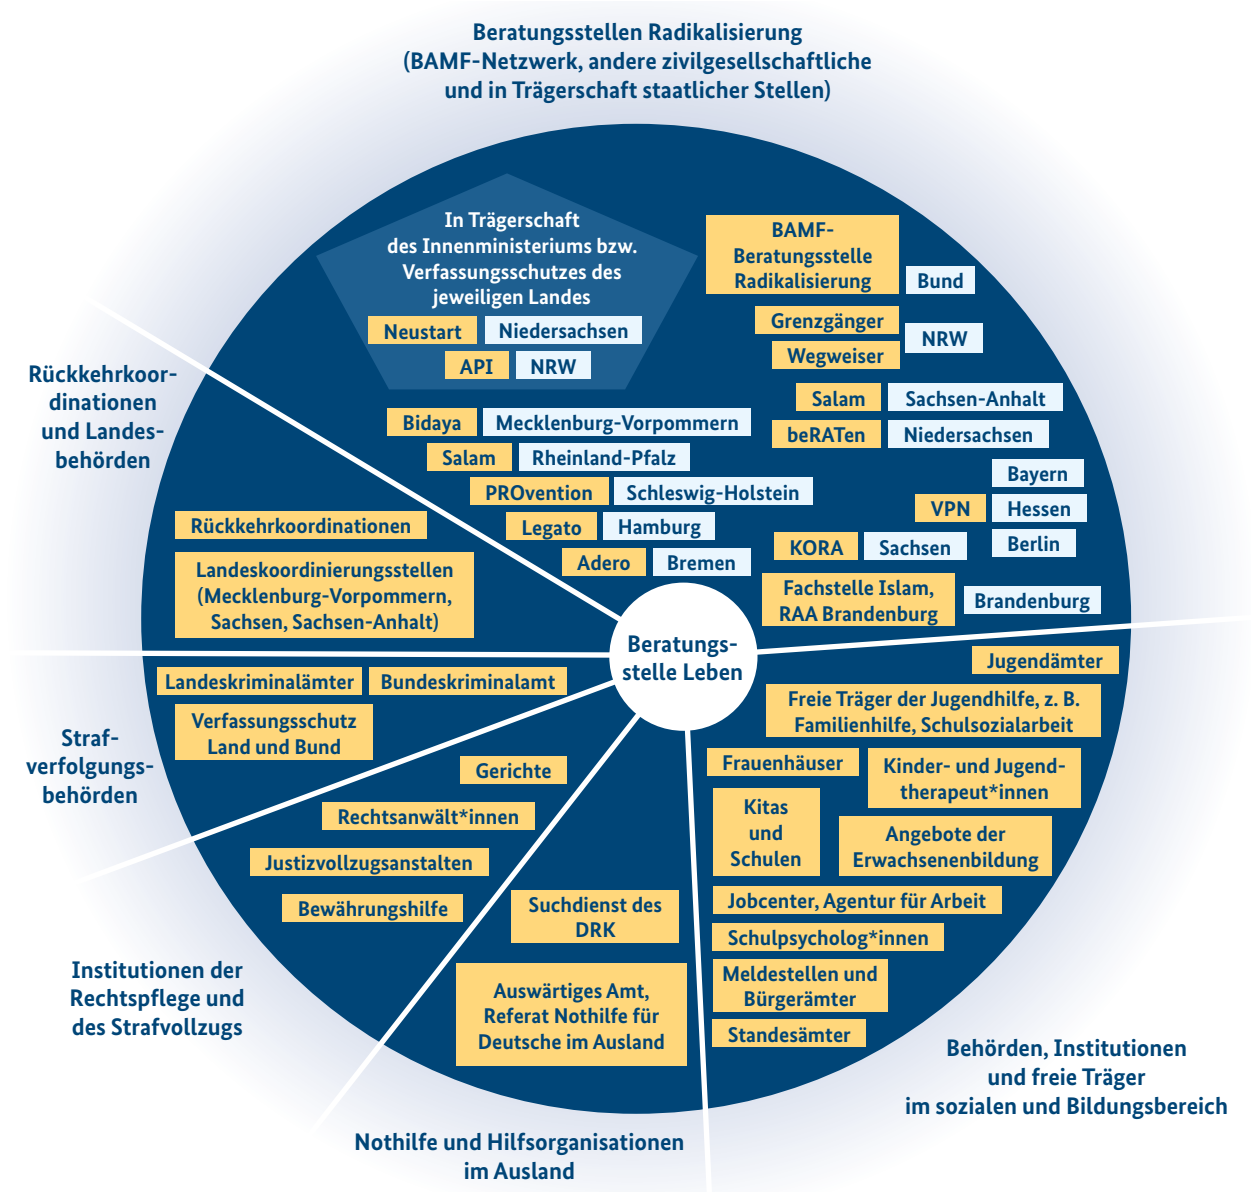 Beratungsstellen Radikalisierung
(BAMF-Netzwerk, andere zivilgesellschaftliche
und in Trägerschaft staatlicher Stellen)
In Trägerschaft
des Innenministeriums bzw.
Verfassungsschutzes des
jeweiligen Landes
Neustart Niedersachsen
API NRW
Bidaya Mecklenburg-Vorpommern
Salam Rheinland-Pfalz
PROvention Schleswig-Holstein
Legato Hamburg
Adero Bremen
BAMF-
Beratungsstelle
Radikalisierung
Bund
Grenzgänger
Wegweiser
NRW
Salam Sachsen-Anhalt
beRATen Niedersachsen
Bayern
VPN Hessen
Berlin
KORA Sachsen
Fachstelle Islam,
RAA Brandenburg
Brandenburg
Rückkehrkoor-
dinationen
und Landes-
behörden
Rückkehrkoordinationen
Landeskoordinierungsstellen
(Mecklenburg-Vorpommern,
Sachsen, Sachsen-Anhalt)
Beratungs-
stelle Leben
Straf-
verfolgungs-
behörden
Landeskriminalämter Bundeskriminalamt
Verfassungsschutz
Land und Bund
Institutionen der
Rechtspflege und
des Strafvollzugs
Gerichte
Rechtsanwält*innen
Justizvollzugsanstalten
Bewährungshilfe
Suchdienst des
DRK
Auswärtiges Amt,
Referat Nothilfe für
Deutsche im Ausland
Nothilfe und Hilfsorganisationen
im Ausland
Jugendämter
Freie Träger der Jugendhilfe, z. B.
Familienhilfe, Schulsozialarbeit
Frauenhäuser
Kinder- und Jugend-
therapeut*innen
Kitas
und
Schulen
Angebote der
Erwachsenenbildung
Jobcenter, Agentur für Arbeit
Schulpsycholog*innen
Meldestellen und
Bürgerämter
Standesämter
Behörden, Institutionen
und freie Träger
im sozialen und Bildungsbereich